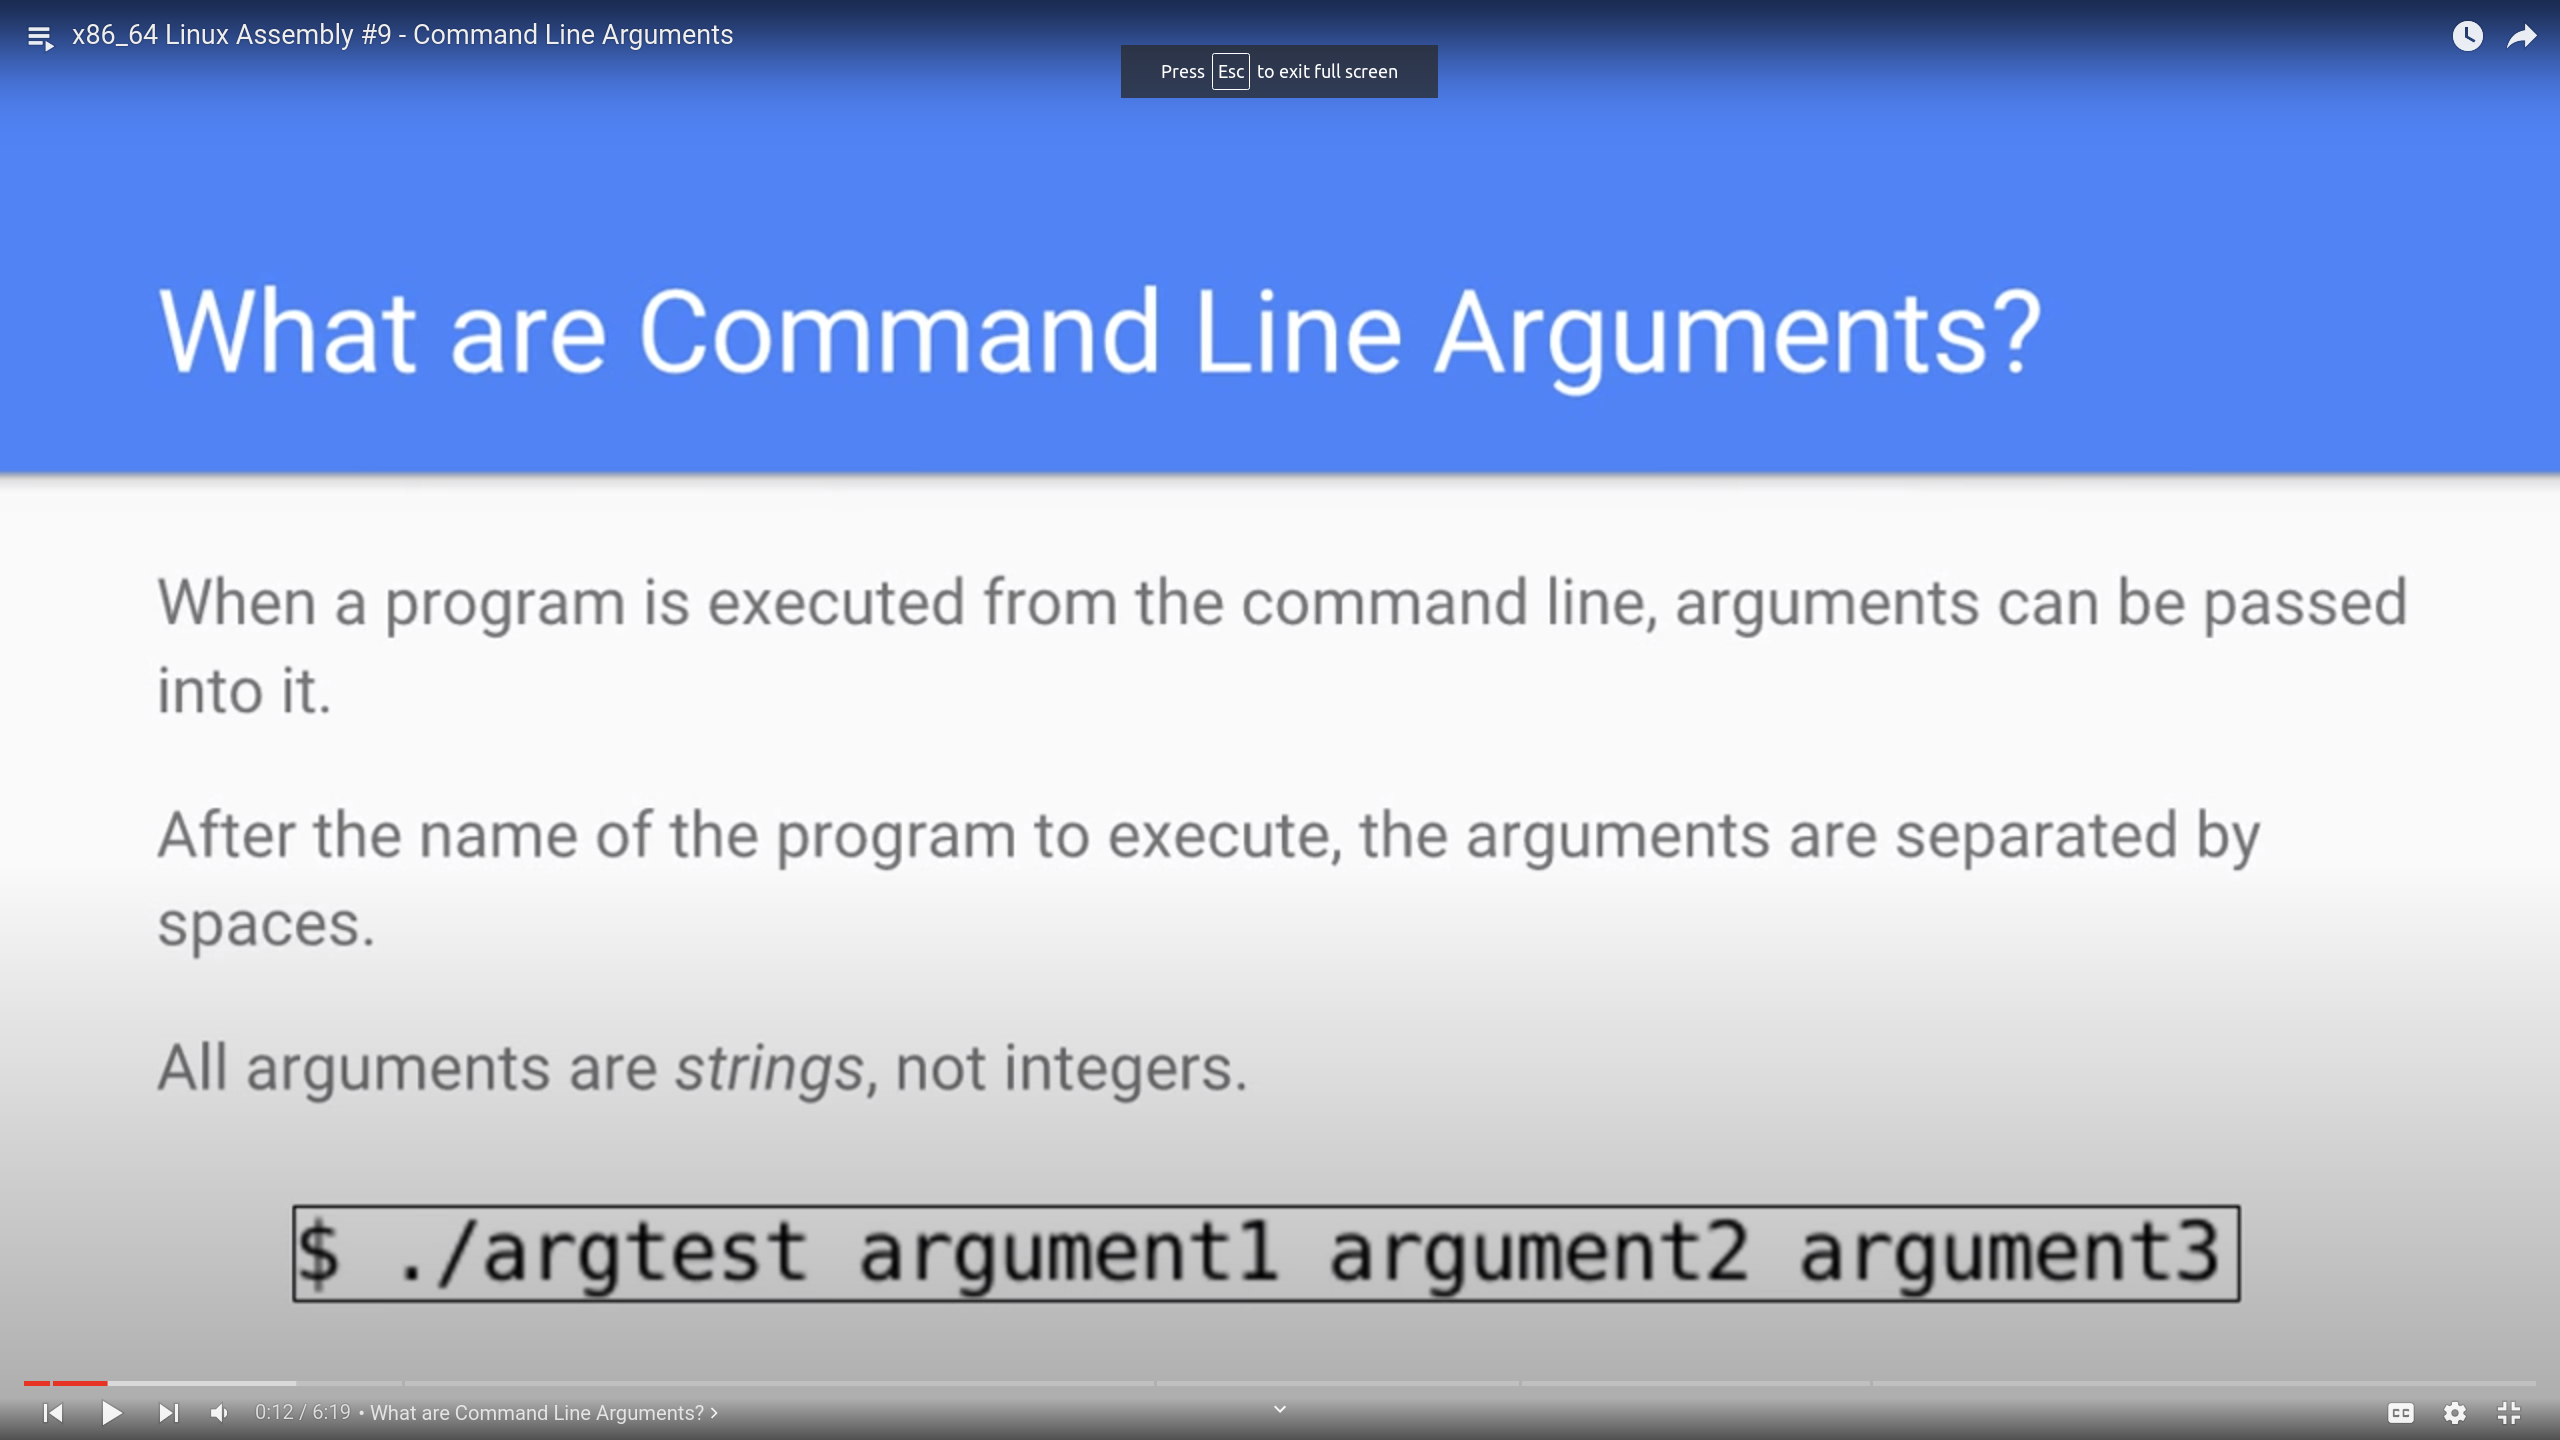 x86_64 Linux Assembly #9 - Command Line Arguments
Press Esc to exit full screen
What are Command Line Arguments?
When a program is executed from the command line, arguments can be passed
into it.
After the name of the program to execute, the arguments are separated by
spaces.
All arguments are strings, not integers.
$ ./argtest argument1 argument2 argument3
0:12 / 6:19 • What are Command Line Arguments? ›
CC